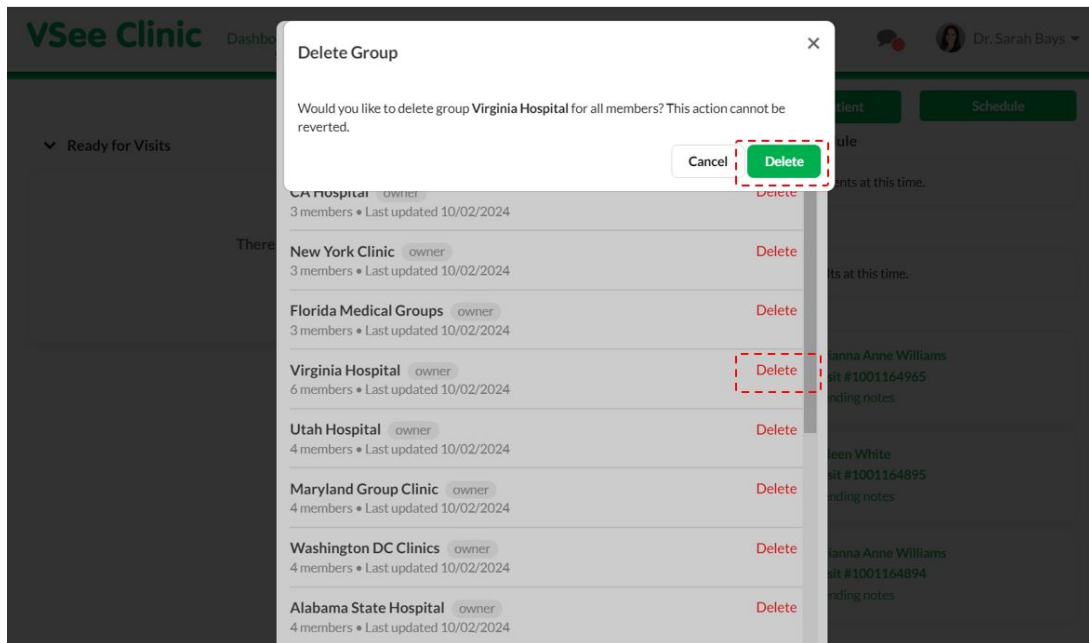 VSee Clinic
Dashbo
Dr. Sarah Bays
Delete Group
Would you like to delete group Virginia Hospital for all members? This action cannot be
reverted.
Cancel
Delete
tient
Schedule
Ready for Visits
ule
ents at this time.
There
lts at this time.
CA Hospital owner
Delete
3 members • Last updated 10/02/2024
New York Clinic owner
Delete
3 members • Last updated 10/02/2024
Florida Medical Groups owner
Delete
3 members • Last updated 10/02/2024
Virginia Hospital owner
Delete
6 members • Last updated 10/02/2024
Utah Hospital owner
Delete
4 members • Last updated 10/02/2024
Maryland Group Clinic owner
Delete
4 members • Last updated 10/02/2024
Washington DC Clinics owner
Delete
4 members • Last updated 10/02/2024
Alabama State Hospital owner
Delete
4 members • Last updated 10/02/2024
ianna Anne Williams
sit #1001164965
nding notes
leen White
sit #1001164895
nding notes
ianna Anne Williams
sit #1001164894
nding notes